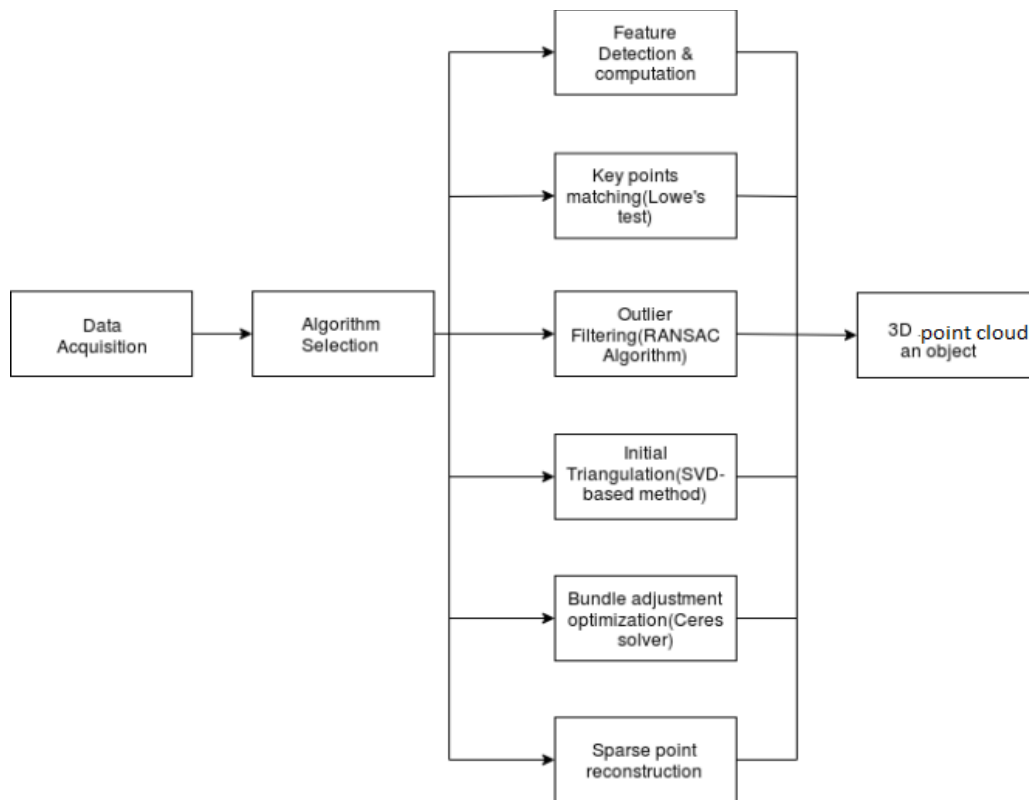 Feature
Detection &
computation
Key points
matching(Lowe's
test)
Data
Acquisition
Algorithm
Selection
Outlier
Filtering(RANSAC
Algorithm)
3D point cloud
an object
Initial
Triangulation(SVD-
based method)
Bundle adjustment
optimization(Ceres
solver)
Sparse point
reconstruction